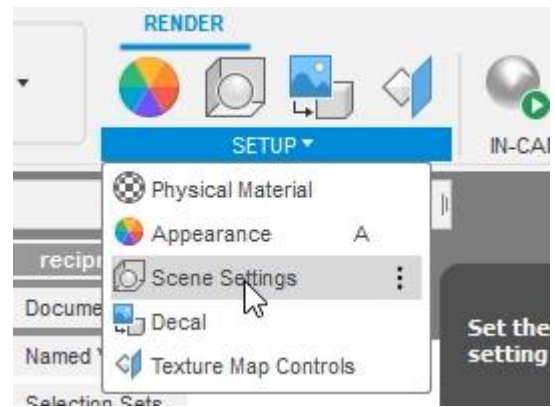 RENDER
SETUP
IN-CA
Physical Material
Appearance A
Scene Settings
Decal
Texture Map Controls
recip
Docume
Named
Selection Sets
Set the
setting